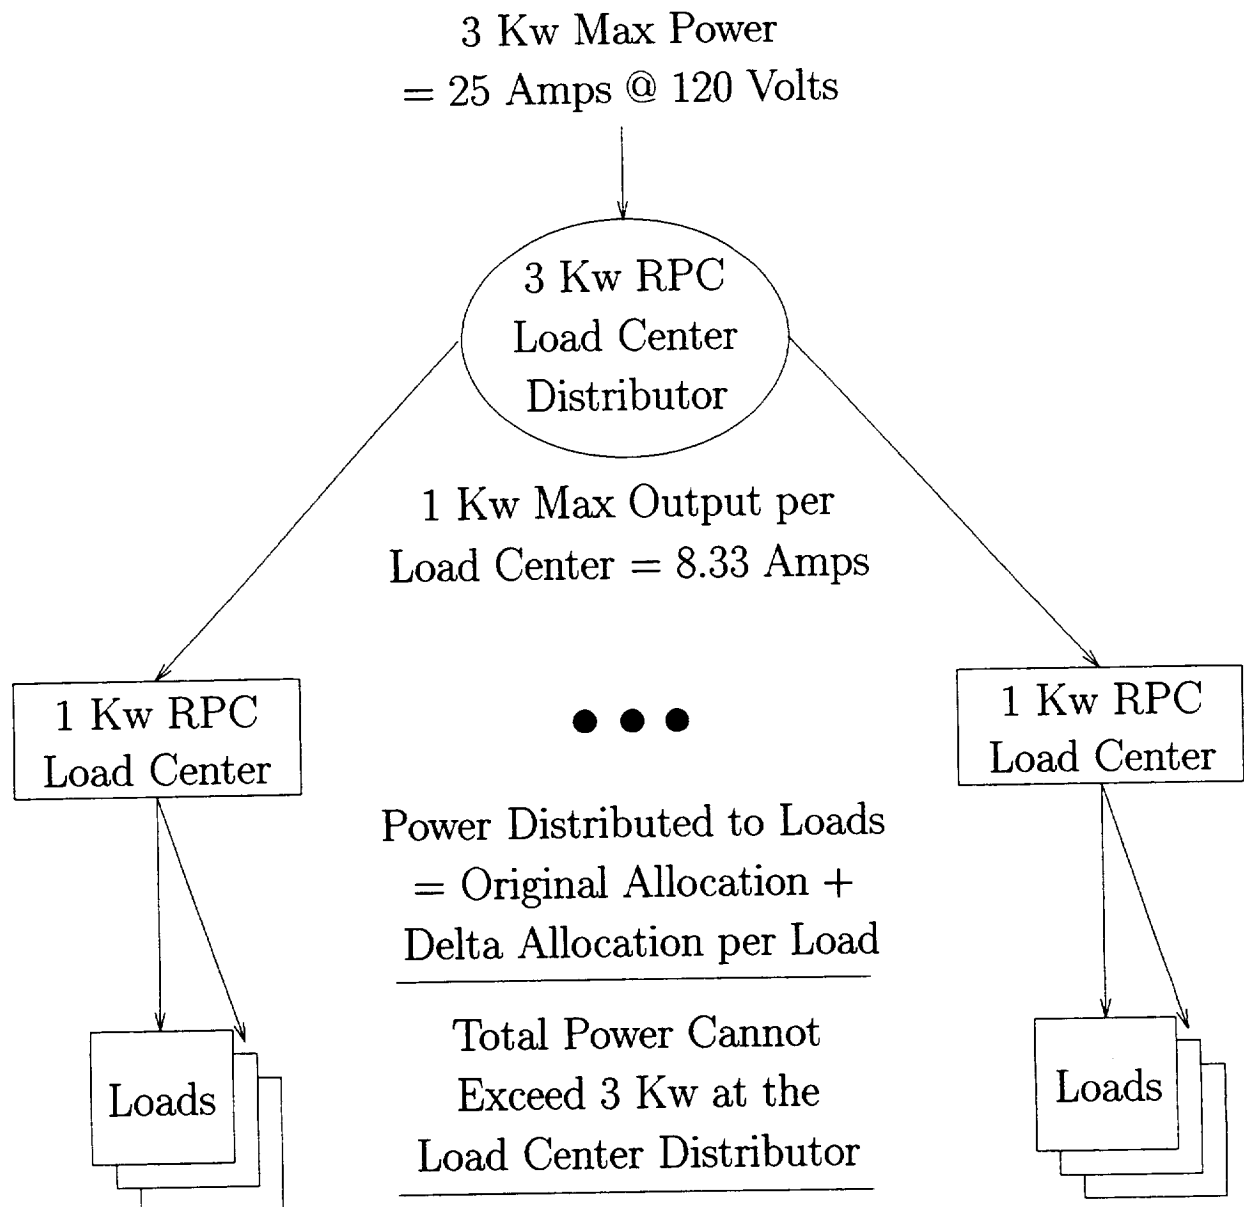 3 Kw Max Power
= 25 Amps @ 120 Volts
3 Kw RPC
Load Center
Distributor
1 Kw Max Output per
Load Center = 8.33 Amps
1 Kw RPC
Load Center
1 Kw RPC
Load Center
Power Distributed to Loads
= Original Allocation +
Delta Allocation per Load
Total Power Cannot
Exceed 3 Kw at the
Load Center Distributor
Loads
Loads